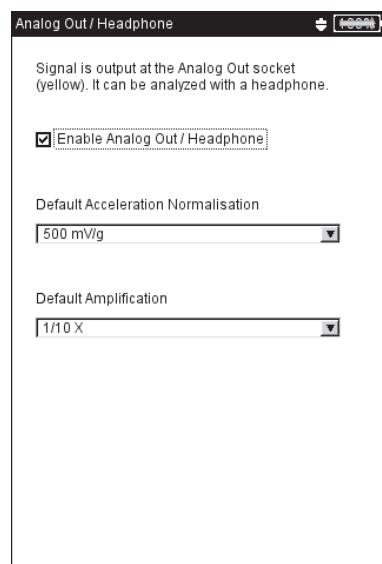 Analog Out / Headphone 100%
Signal is output at the Analog Out socket
(yellow). It can be analyzed with a headphone.
Enable Analog Out / Headphone
Default Acceleration Normalisation
500 mV/g
Default Amplification
1/10 X